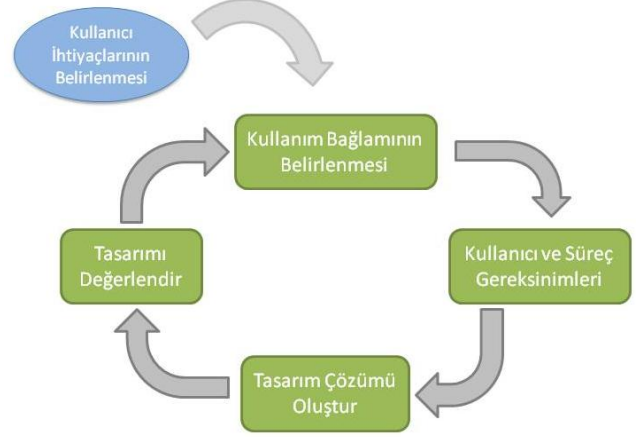 Kullanıcı
İhtiyaçlarının
Belirlenmesi
Kullanım Bağlamının
Belirlenmesi
Kullanıcı ve Süreç
Gereksinimleri
Tasarım Çözümü
Oluştur
Tasarımı
Değerlendir